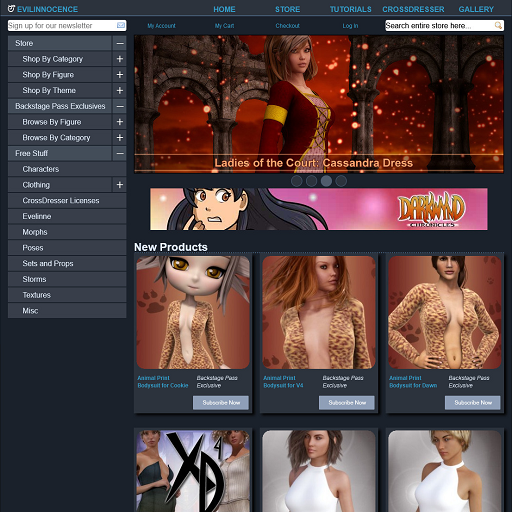 EVILINNOCENCE
HOME STORE TUTORIALS CROSSDRESSER GALLERY
Sign up for our newsletter
My Account My Cart Checkout Log In
Search entire store here...
Store
Shop By Category
Shop By Figure
Shop By Theme
Backstage Pass Exclusives
Browse By Figure
Browse By Category
Free Stuff
Characters
Clothing
CrossDresser Licenses
Evelinne
Morphs
Poses
Sets and Props
Storms
Textures
Misc
Ladies of the Court: Cassandra Dress
DARKWYND
CHRONICLES
New Products
Animal Print
Bodysuit for Cookie
Backstage Pass
Exclusive
Subscribe Now
Animal Print
Bodysuit for V4
Backstage Pass
Exclusive
Subscribe Now
Animal Print
Bodysuit for Dawn
Backstage Pass
Exclusive
Subscribe Now
XD4